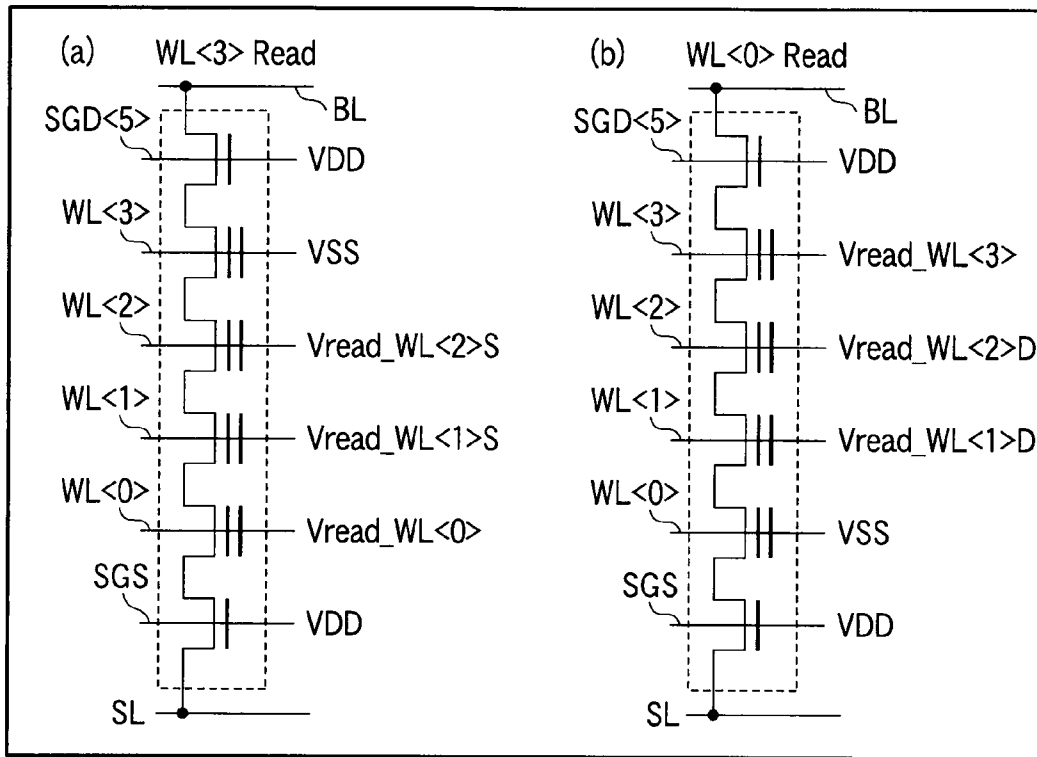 (a) WL<3> Read
BL
SGD<5>
VDD
WL<3>
VSS
WL<2>
Vread_WL<2>S
WL<1>
Vread_WL<1>S
WL<0>
Vread_WL<0>
SGS
VDD
SL
(b) WL<0> Read
BL
SGD<5>
VDD
WL<3>
Vread_WL<3>
WL<2>
Vread_WL<2>D
WL<1>
Vread_WL<1>D
WL<0>
VSS
SGS
VDD
SL